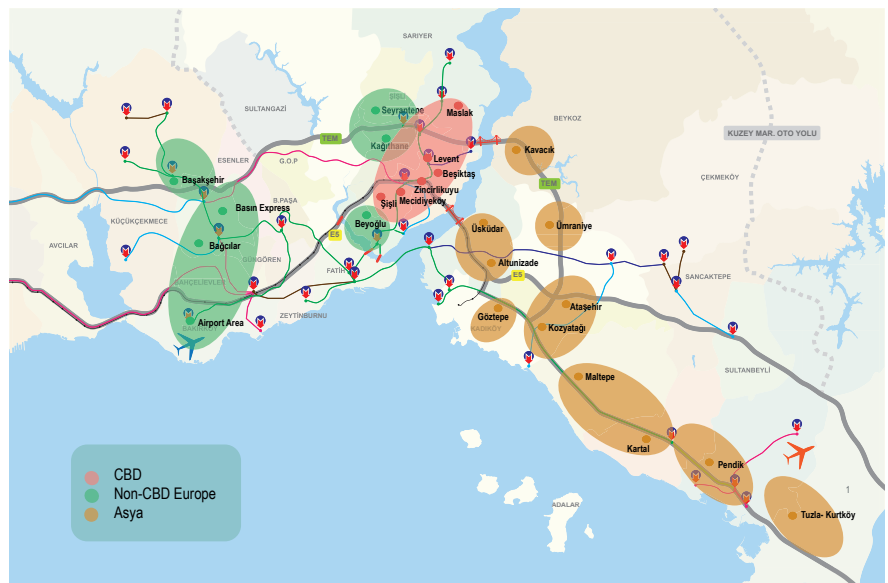 SARIYER
ŞİŞLİ
Seyrantepe
Maslak
SULTANGAZİ
BEYKOZ
TEM
KUZEY MAR. OTO YOLU
Kağıthane
Kavacık
ESENLER
G.O.P
Levent
Başakşehir
Beşiktaş
ÇEKMEKÖY
TEM
Zincirlikuyu
Mecidiyeköy
Şişli
B.PAŞA
Basın Express
KÜÇÜKÇEKMECE
Beyoğlu
Üsküdar
Ümraniye
E5
AVCILAR
Bağcılar
GÜNGÖREN
FATİH
Altunizade
E5
SANCAKTEPE
BAHÇELİEVLER
Ataşehir
Göztepe
ZEYTİNBURNU
Airport Area
BAKIRKÖY
KADIKÖY
Kozyatağı
SULTANBEYLİ
Maltepe
Kartal
Pendik
CBD
Non-CBD Europe
Asya
1
ADALAR
Tuzla- Kurtköy